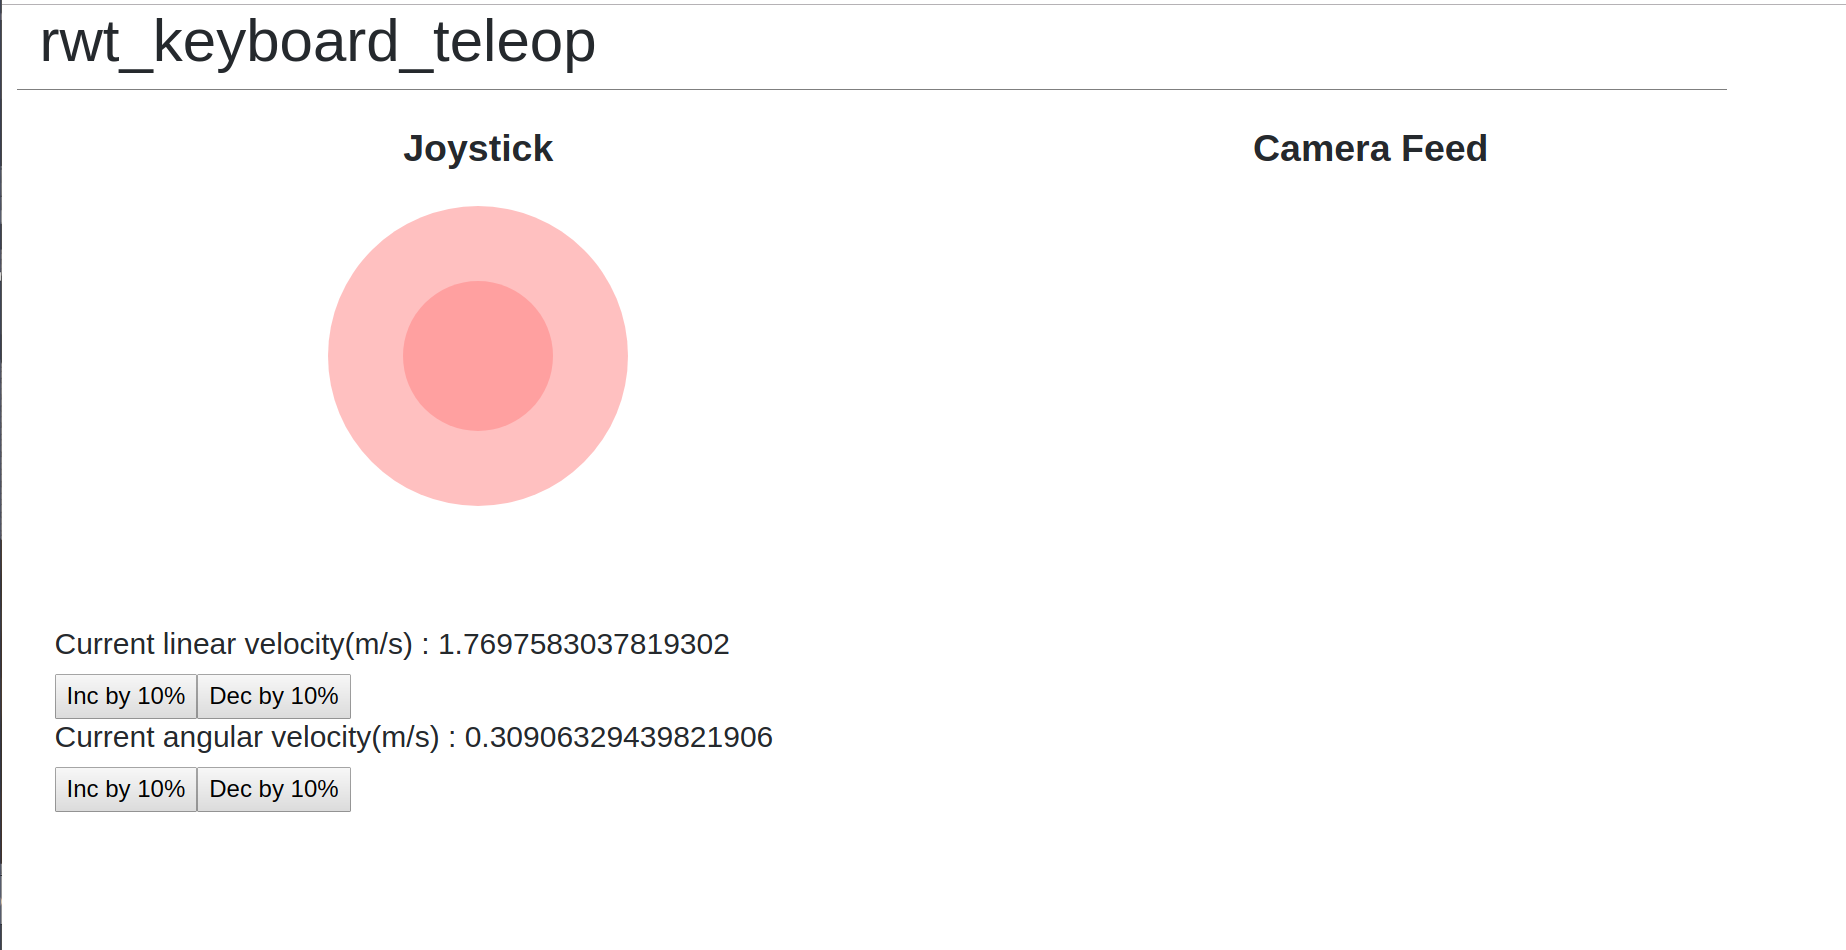 rwt_keyboard_teleop
Joystick
Camera Feed
Current linear velocity(m/s) : 1.7697583037819302
Inc by 10% Dec by 10%
Current angular velocity(m/s) : 0.30906329439821906
Inc by 10% Dec by 10%